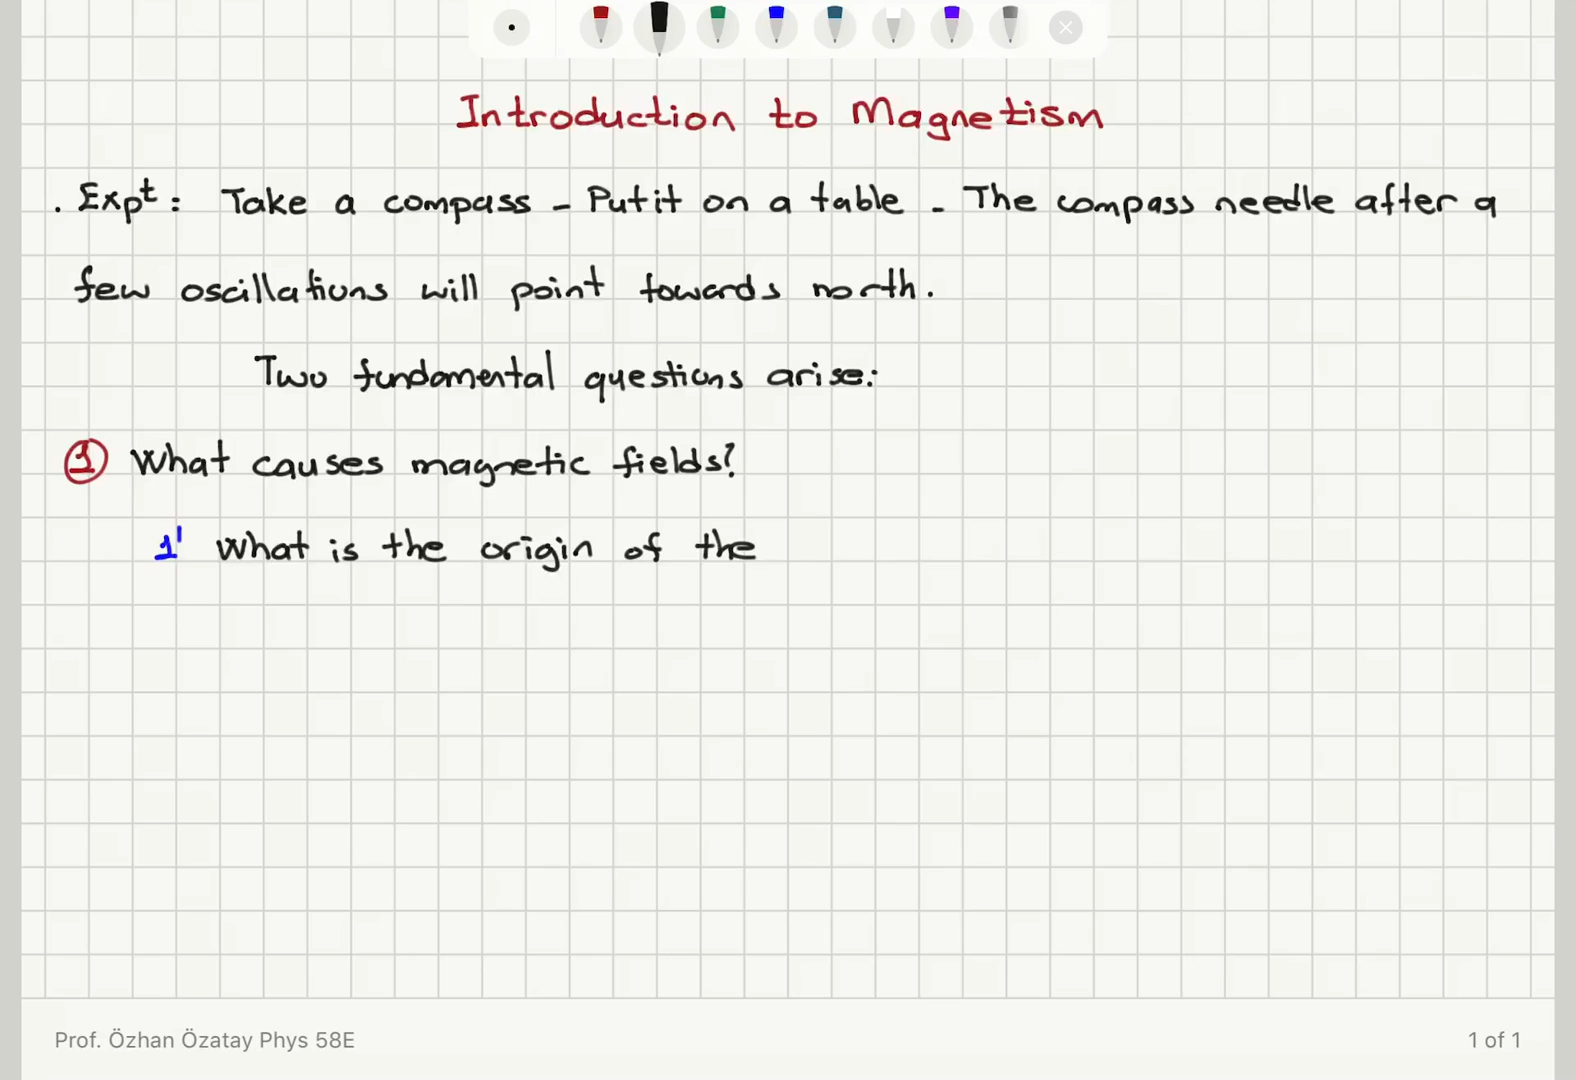 Introduction to Magnetism
. Expt: Take a compass - Put it on a table - The compass needle after a
few oscillations will point towards north.
Two fundamental questions arise:
① What causes magnetic fields?
1' What is the origin of the
Prof. Özhan Özatay Phys 58E
1 of 1